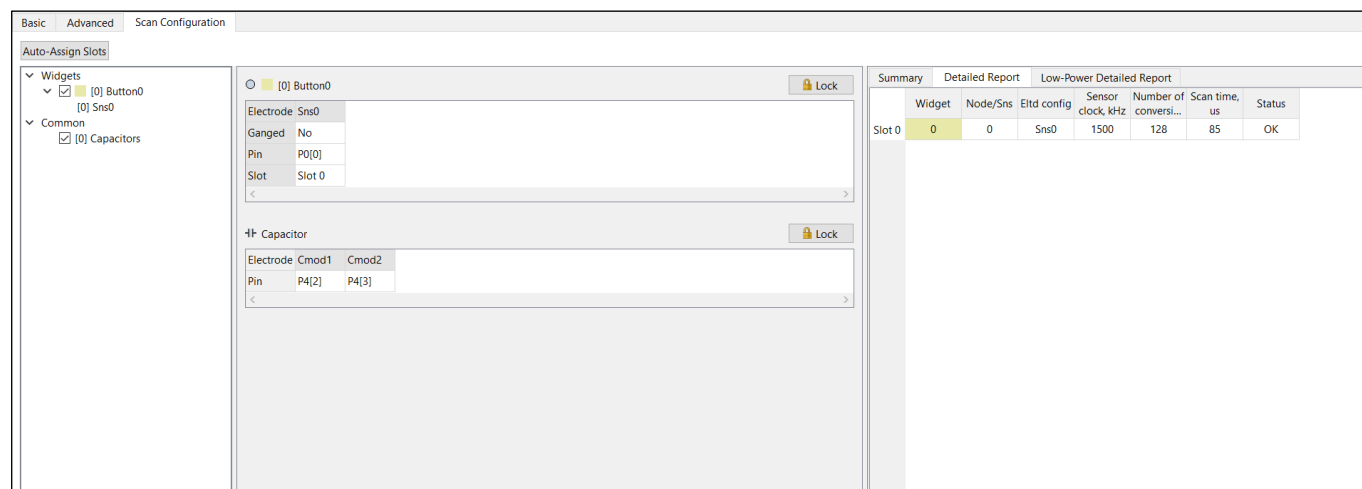 Basic Advanced Scan Configuration
Auto-Assign Slots
Widgets
[0] Button0
[0] Sns0
Common
[0] Capacitors
[0] Button0
Lock
Electrode Sns0
Ganged No
Pin P0[0]
Slot Slot 0
Capacitor
Lock
Electrode Cmod1 Cmod2
Pin P4[2] P4[3]
Summary Detailed Report Low-Power Detailed Report
Widget Node/Sns Eltd config Sensor clock, kHz Number of conversi... Scan time, us Status
Slot 0 0 0 Sns0 1500 128 85 OK